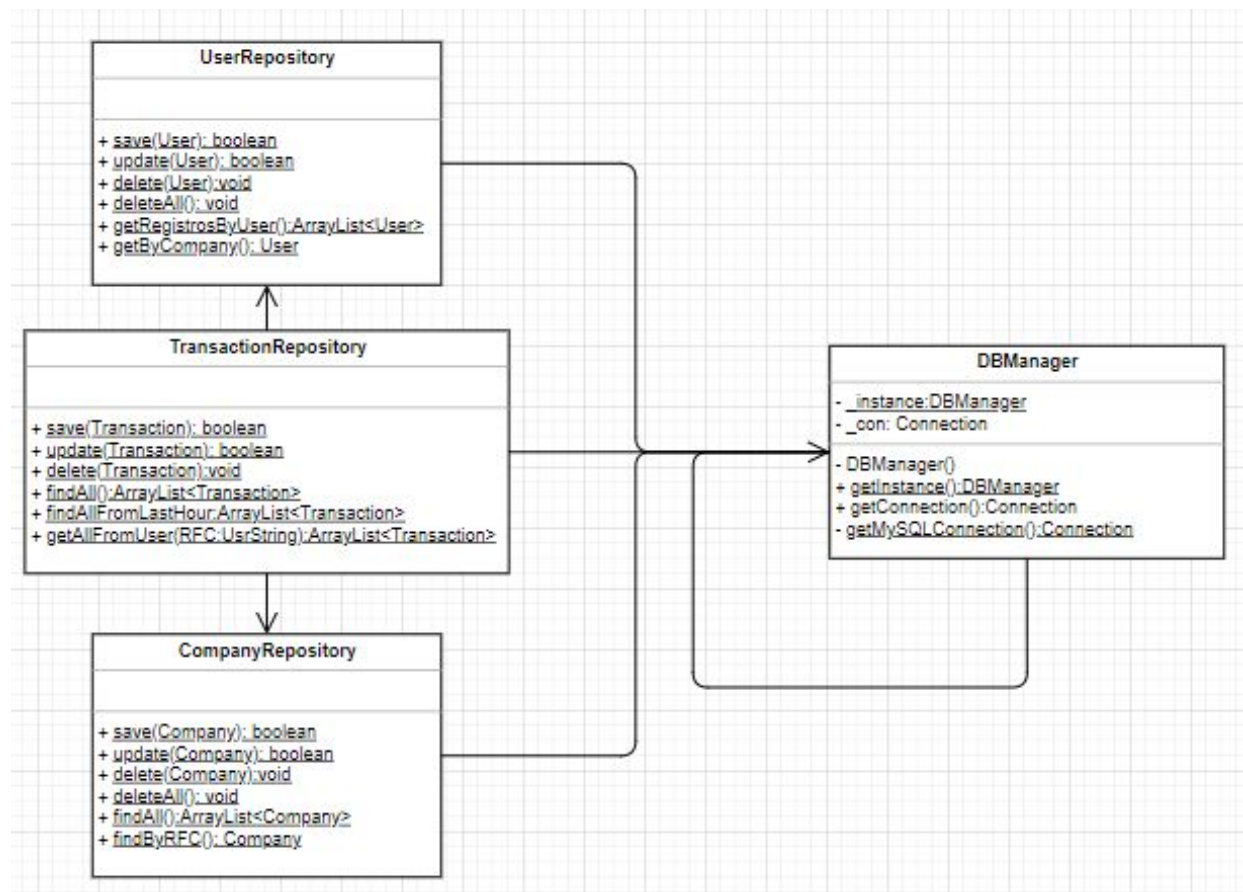 UserRepository
+ save(User): boolean
+ update(User): boolean
+ delete(User):void
+ deleteAll(): void
+ getRegistrosByUser():ArrayList<User>
+ getByCompany(): User
TransactionRepository
+ save(Transaction): boolean
+ update(Transaction): boolean
+ delete(Transaction):void
+ findAll():ArrayList<Transaction>
+ findAllFromLastHour:ArrayList<Transaction>
+ getAllFromUser(RFC:UsrString):ArrayList<Transaction>
CompanyRepository
+ save(Company): boolean
+ update(Company): boolean
+ delete(Company):void
+ deleteAll(): void
+ findAll():ArrayList<Company>
+ findByRFC(): Company
DBManager
- _instance:DBManager
- _con: Connection
- DBManager()
+ getInstance():DBManager
+ getConnection():Connection
- getMySQLConnection():Connection